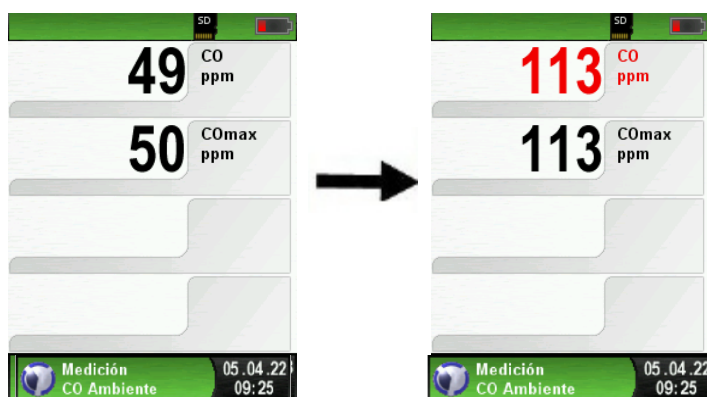 SD
49 CO
ppm
50 COmax
ppm
Medición 05.04.22
CO Ambiente 09:25
SD
113 CO
ppm
113 COmax
ppm
Medición 05.04.22
CO Ambiente 09:25